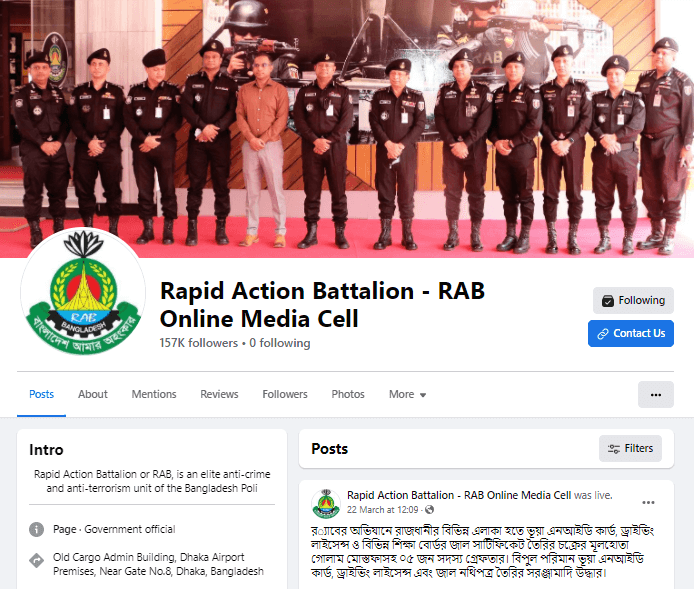 RAB
RAB
BANGLADESH
বাংলাদেশ আমার অহংকার
Rapid Action Battalion - RAB
Online Media Cell
157K followers • 0 following
Following
Contact Us
Posts
About
Mentions
Reviews
Followers
Photos
More
Intro
Rapid Action Battalion or RAB, is an elite anti-crime
and anti-terrorism unit of the Bangladesh Poli
Page · Government official
Old Cargo Admin Building, Dhaka Airport
Premises, Near Gate No.8, Dhaka, Bangladesh
Posts
Filters
Rapid Action Battalion - RAB Online Media Cell was live.
22 March at 12:09 ·
র‍্যাবের অভিযানে রাজধানীর বিভিন্ন এলাকা হতে ভূয়া এনআইডি কার্ড, ড্রাইভিং
লাইসেন্স ও বিভিন্ন শিক্ষা বোর্ডর জাল সার্টিফিকেট তৈরির চক্রের মূলহোতা
গোলাম মোস্তফাসহ ০৫ জন সদস্য গ্রেফতার। বিপুল পরিমান ভূয়া এনআইডি
কার্ড, ড্রাইভিং লাইসেন্স এবং জাল নথিপত্র তৈরির সরঞ্জামাদি উদ্ধার।